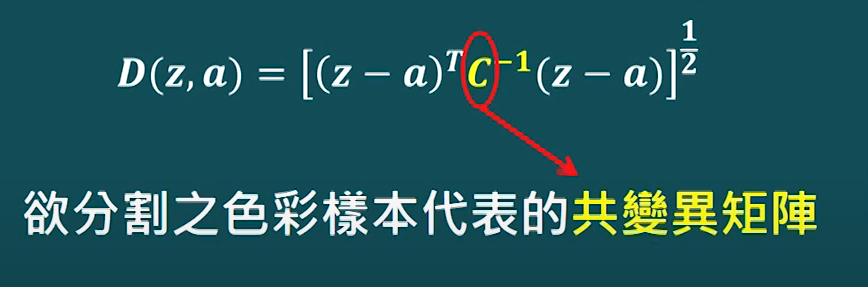 D(z, a) = [(z − a)ᵀC⁻¹(z − a)]^½
欲分割之色彩樣本代表的共變異矩陣